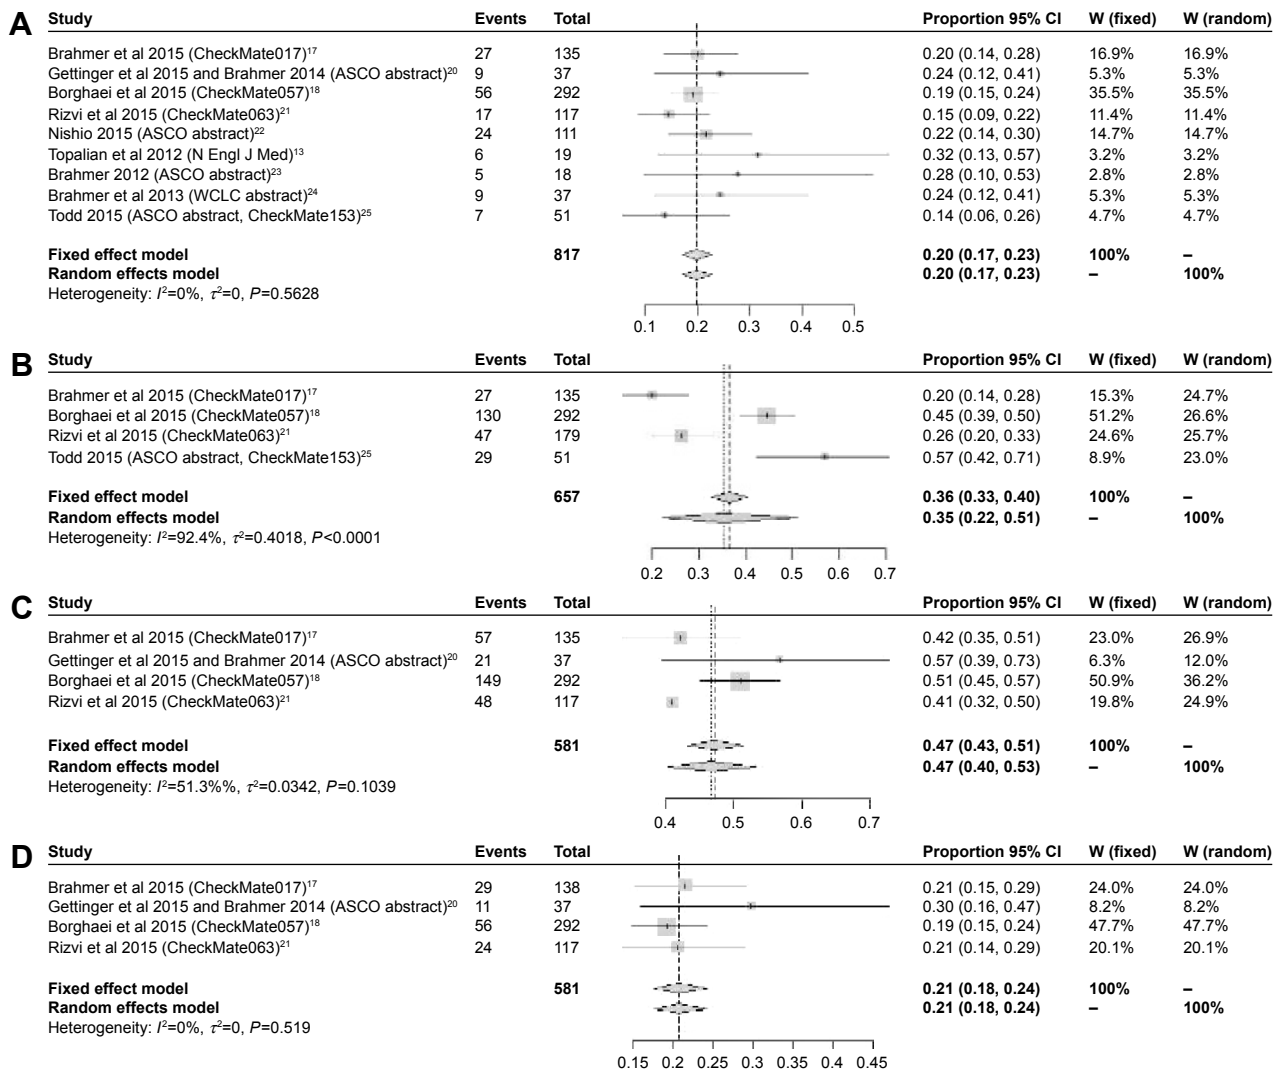 A Study Events Total Proportion 95% CI W (fixed) W (random)
Brahmer et al 2015 (CheckMate017)17 27 135 0.20 (0.14, 0.28) 16.9% 16.9%
Gettinger et al 2015 and Brahmer 2014 (ASCO abstract)20 9 37 0.24 (0.12, 0.41) 5.3% 5.3%
Borghaei et al 2015 (CheckMate057)18 56 292 0.19 (0.15, 0.24) 35.5% 35.5%
Rizvi et al 2015 (CheckMate063)21 17 117 0.15 (0.09, 0.22) 11.4% 11.4%
Nishio 2015 (ASCO abstract)22 24 111 0.22 (0.14, 0.30) 14.7% 14.7%
Topalian et al 2012 (N Engl J Med)13 6 19 0.32 (0.13, 0.57) 3.2% 3.2%
Brahmer 2012 (ASCO abstract)23 5 18 0.28 (0.10, 0.53) 2.8% 2.8%
Brahmer et al 2013 (WCLC abstract)24 9 37 0.24 (0.12, 0.41) 5.3% 5.3%
Todd 2015 (ASCO abstract, CheckMate153)25 7 51 0.14 (0.06, 0.26) 4.7% 4.7%
Fixed effect model 817 0.20 (0.17, 0.23) 100% –
Random effects model 0.20 (0.17, 0.23) – 100%
Heterogeneity: I2=0%, τ2=0, P=0.5628
0.1 0.2 0.3 0.4 0.5
B Study Events Total Proportion 95% CI W (fixed) W (random)
Brahmer et al 2015 (CheckMate017)17 27 135 0.20 (0.14, 0.28) 15.3% 24.7%
Borghaei et al 2015 (CheckMate057)18 130 292 0.45 (0.39, 0.50) 51.2% 26.6%
Rizvi et al 2015 (CheckMate063)21 47 179 0.26 (0.20, 0.33) 24.6% 25.7%
Todd 2015 (ASCO abstract, CheckMate153)25 29 51 0.57 (0.42, 0.71) 8.9% 23.0%
Fixed effect model 657 0.36 (0.33, 0.40) 100% –
Random effects model 0.35 (0.22, 0.51) – 100%
Heterogeneity: I2=92.4%, τ2=0.4018, P<0.0001
0.2 0.3 0.4 0.5 0.6 0.7
C Study Events Total Proportion 95% CI W (fixed) W (random)
Brahmer et al 2015 (CheckMate017)17 57 135 0.42 (0.35, 0.51) 23.0% 26.9%
Gettinger et al 2015 and Brahmer 2014 (ASCO abstract)20 21 37 0.57 (0.39, 0.73) 6.3% 12.0%
Borghaei et al 2015 (CheckMate057)18 149 292 0.51 (0.45, 0.57) 50.9% 36.2%
Rizvi et al 2015 (CheckMate063)21 48 117 0.41 (0.32, 0.50) 19.8% 24.9%
Fixed effect model 581 0.47 (0.43, 0.51) 100% –
Random effects model 0.47 (0.40, 0.53) – 100%
Heterogeneity: I2=51.3%%, τ2=0.0342, P=0.1039
0.4 0.5 0.6 0.7
D Study Events Total Proportion 95% CI W (fixed) W (random)
Brahmer et al 2015 (CheckMate017)17 29 138 0.21 (0.15, 0.29) 24.0% 24.0%
Gettinger et al 2015 and Brahmer 2014 (ASCO abstract)20 11 37 0.30 (0.16, 0.47) 8.2% 8.2%
Borghaei et al 2015 (CheckMate057)18 56 292 0.19 (0.15, 0.24) 47.7% 47.7%
Rizvi et al 2015 (CheckMate063)21 24 117 0.21 (0.14, 0.29) 20.1% 20.1%
Fixed effect model 581 0.21 (0.18, 0.24) 100% –
Random effects model 0.21 (0.18, 0.24) – 100%
Heterogeneity: I2=0%, τ2=0, P=0.519
0.15 0.2 0.25 0.3 0.35 0.4 0.45